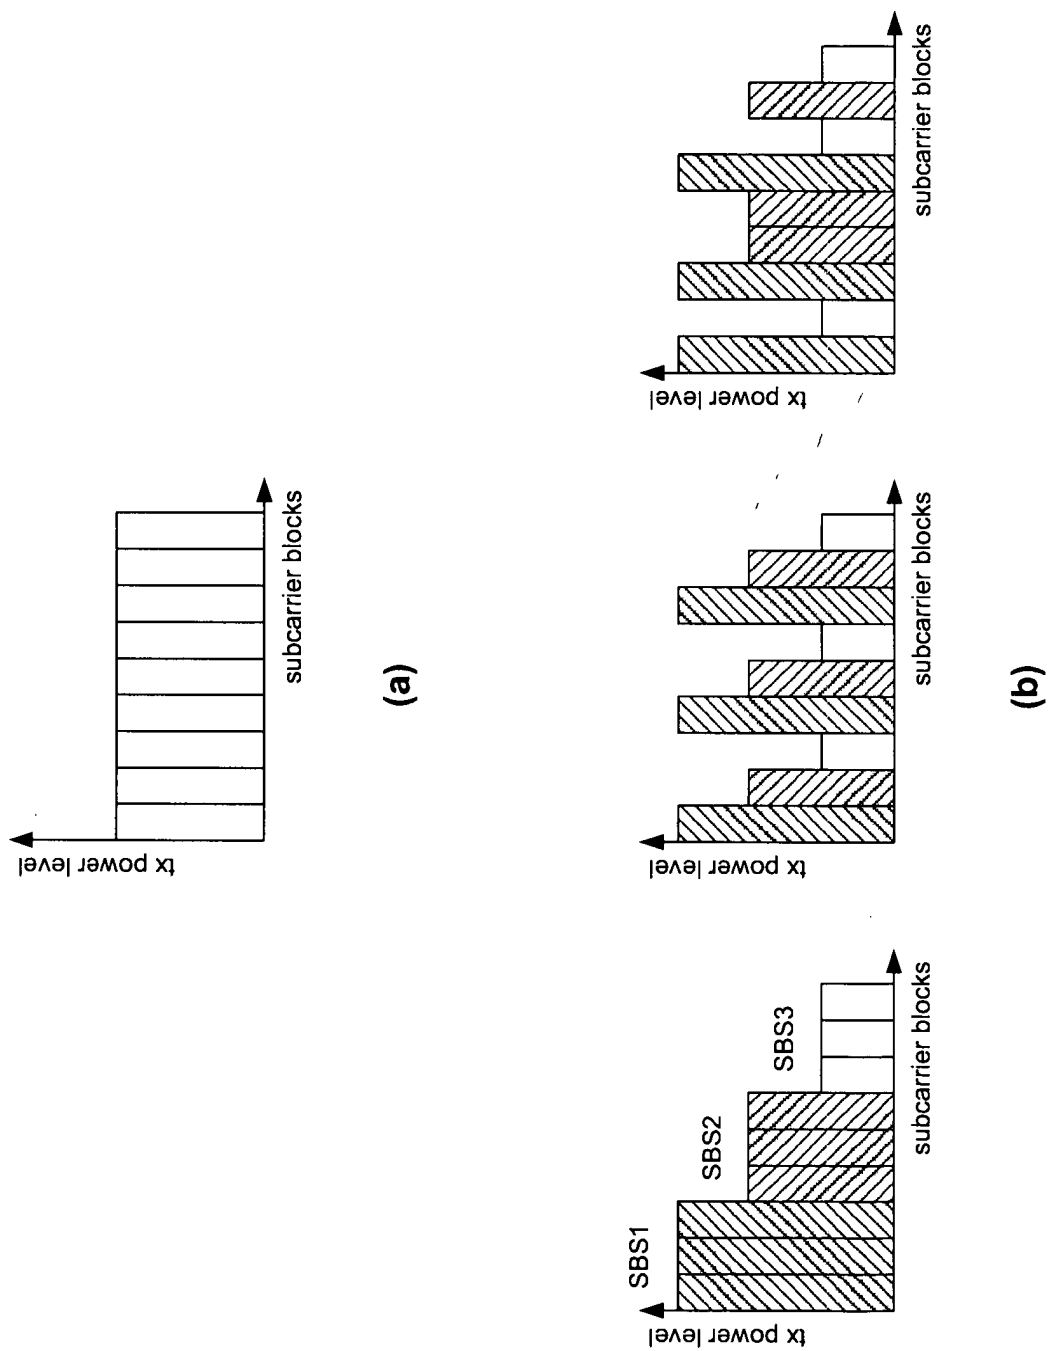 tx power level
subcarrier blocks
(a)
SBS1
SBS2
SBS3
tx power level
subcarrier blocks
tx power level
subcarrier blocks
tx power level
subcarrier blocks
(b)